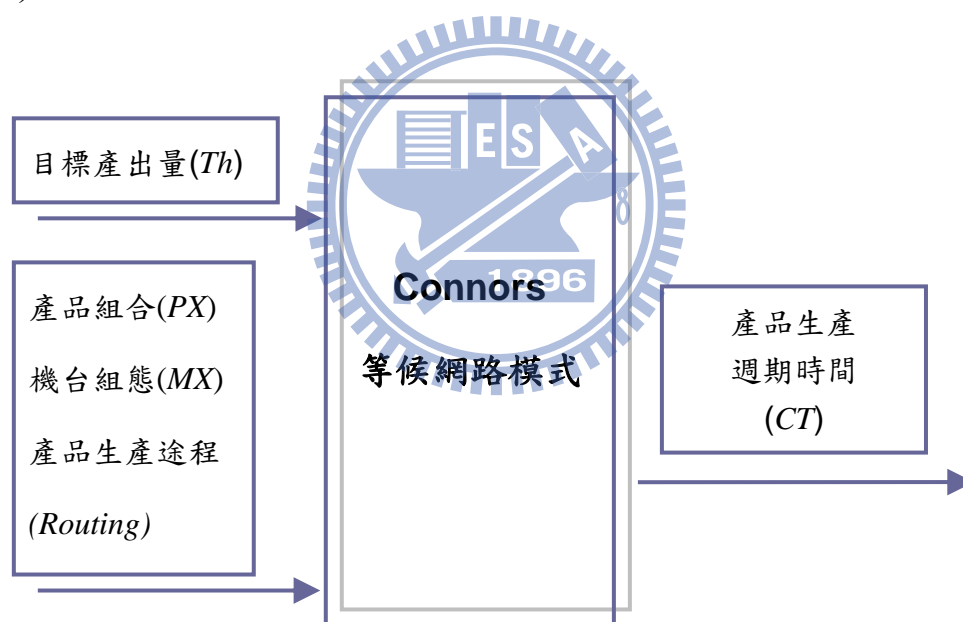 )
目標產出量(Th)
產品組合(PX)
機台組態(MX)
產品生產途程
(Routing)
ESA
1896
Connors
等候網路模式
產品生產
週期時間
(CT)